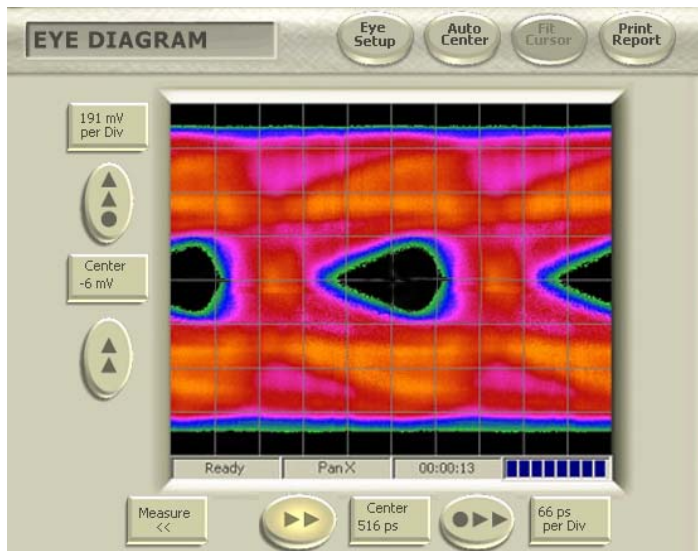 EYE DIAGRAM
Eye
Setup
Auto
Center
Fit
Cursor
Print
Report
191 mV
per Div
Center
-6 mV
Ready
Pan X
00:00:13
Measure
<<
Center
516 ps
66 ps
per Div